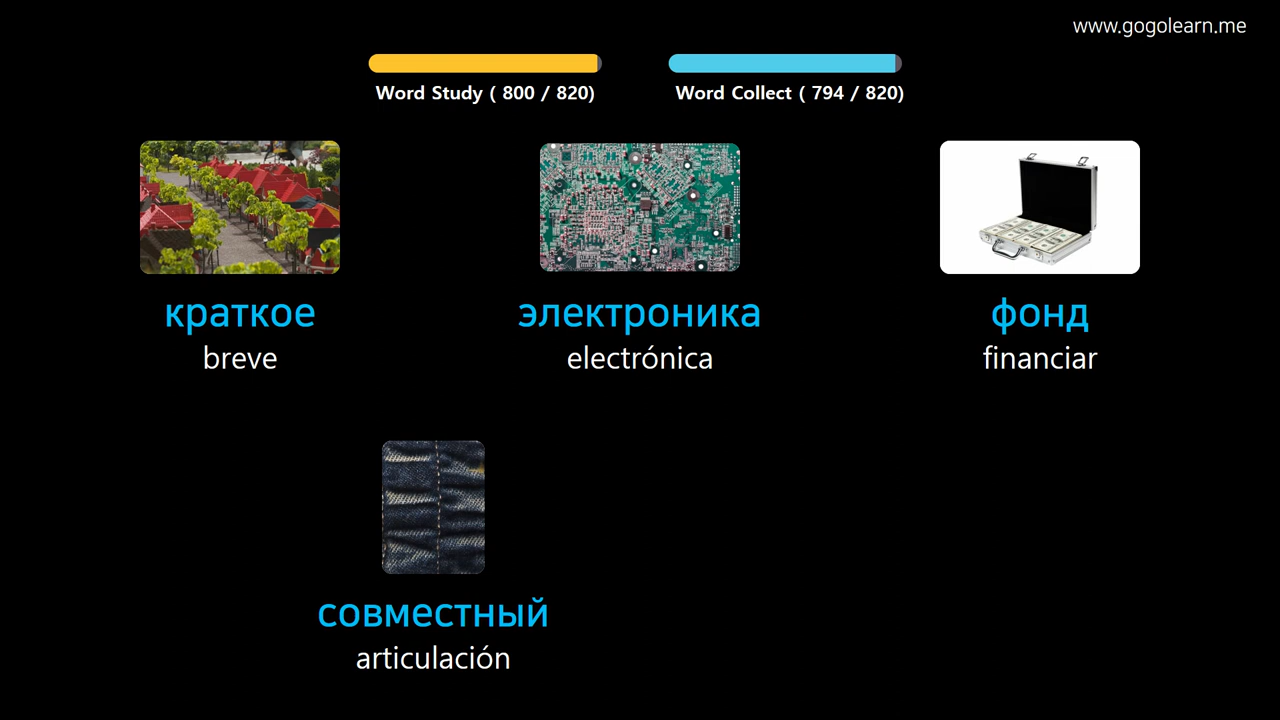 www.gogolearn.me
Word Study ( 800 / 820)
Word Collect ( 794 / 820)
краткое
breve
электроника
electrónica
фонд
financiar
совместный
articulación